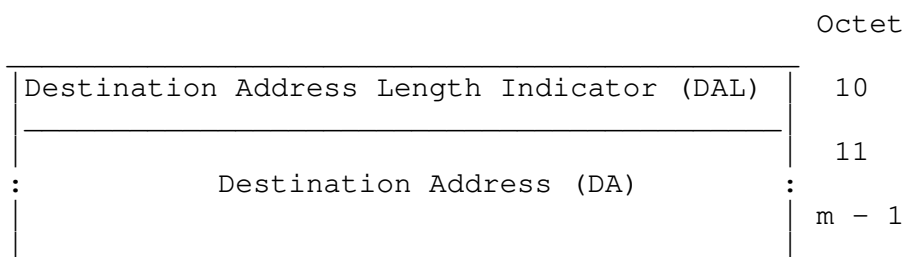 Octet
Destination Address Length Indicator (DAL) 10
11
: Destination Address (DA) :
m - 1